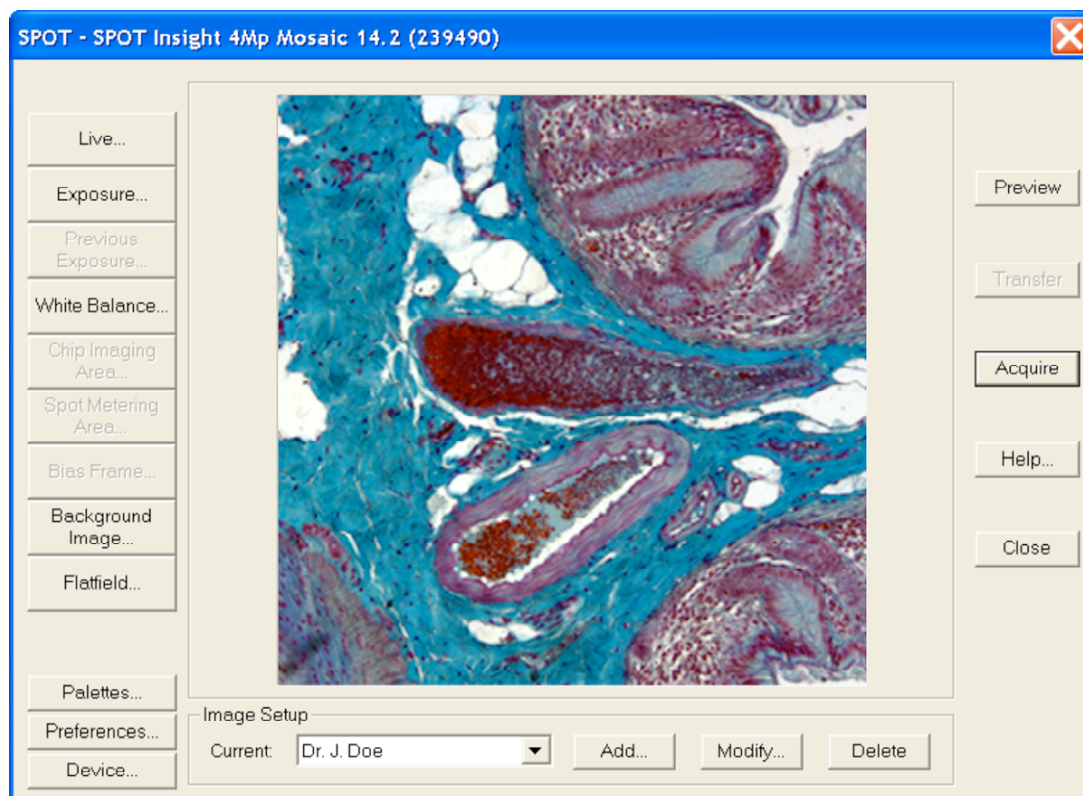 SPOT - SPOT Insight 4Mp Mosaic 14.2 (239490)
Live...
Exposure...
Previous
Exposure...
White Balance...
Chip Imaging
Area...
Spot Metering
Area...
Bias Frame...
Background
Image...
Flatfield...
Palettes...
Preferences...
Device...
Image Setup
Current: Dr. J. Doe Add... Modify... Delete
Preview
Transfer
Acquire
Help...
Close